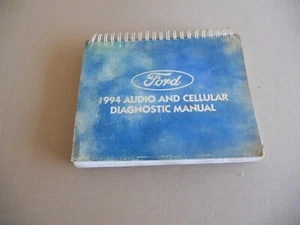 Ford
1994 AUDIO AND CELLULAR
DIAGNOSTIC MANUAL